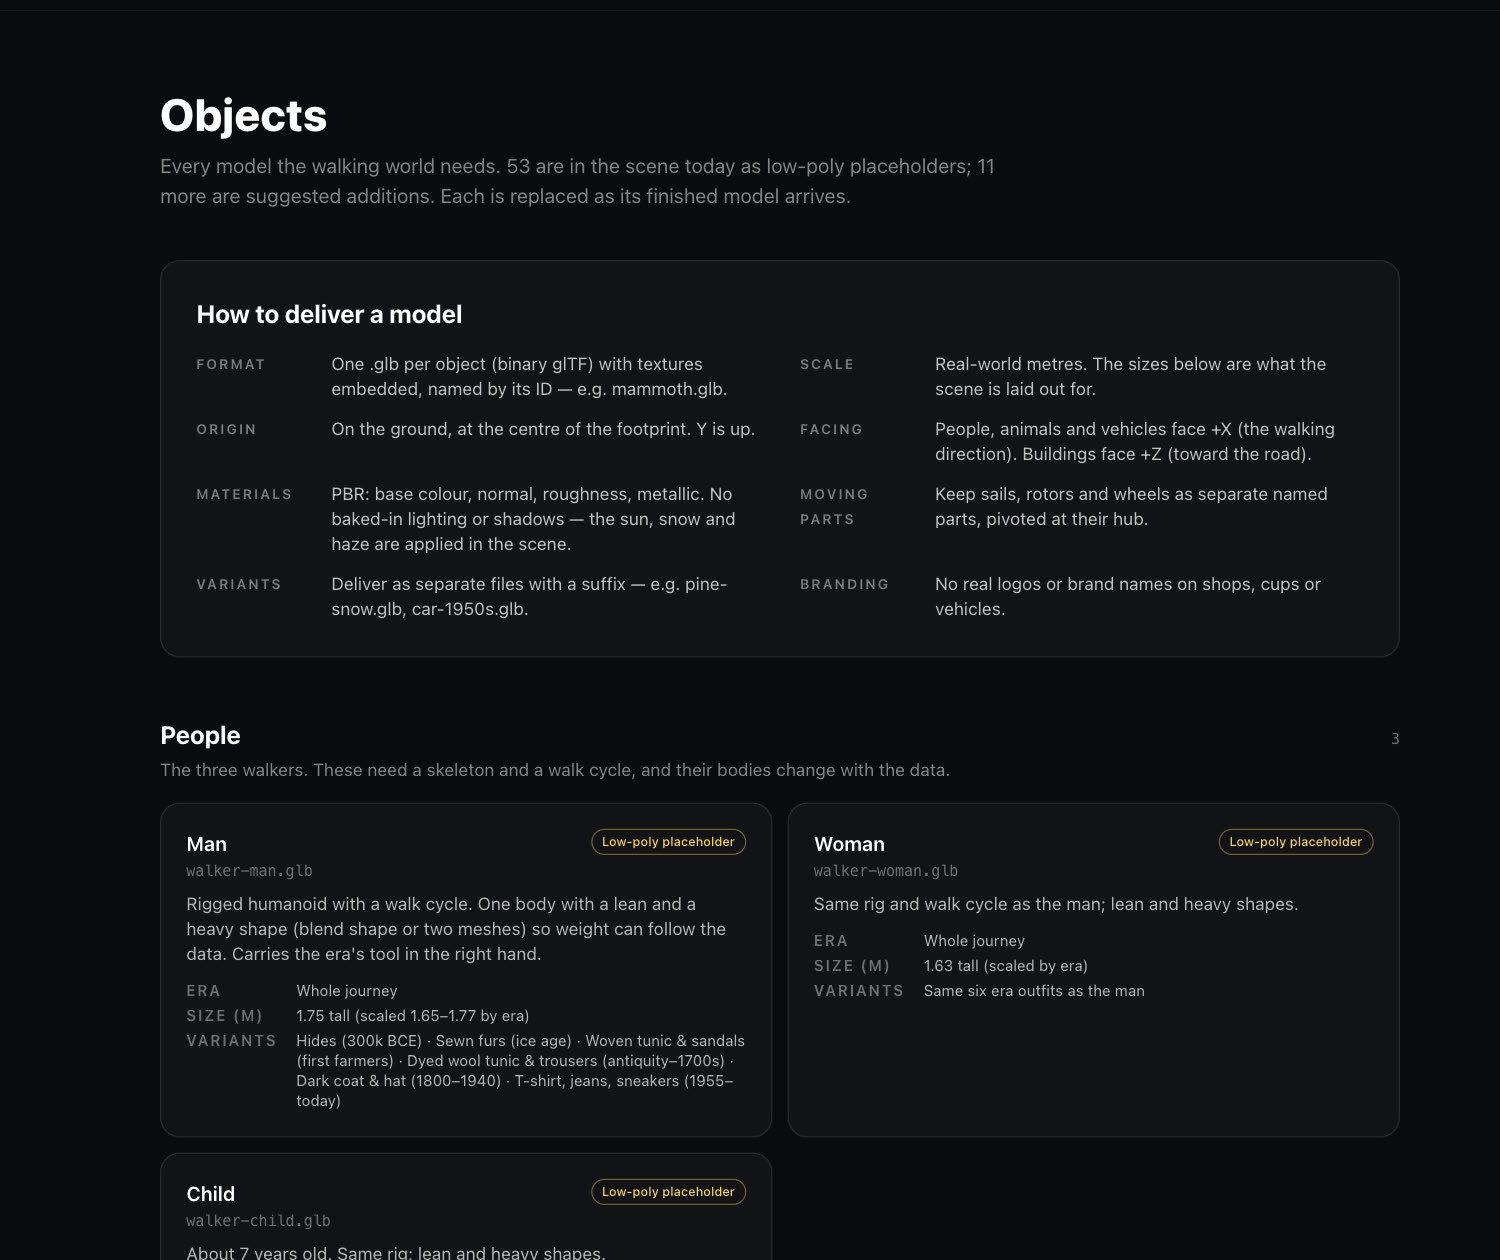 Objects
Every model the walking world needs. 53 are in the scene today as low-poly placeholders; 11
more are suggested additions. Each is replaced as its finished model arrives.
How to deliver a model
FORMAT
One .glb per object (binary glTF) with textures
embedded, named by its ID — e.g. mammoth.glb.
SCALE
Real-world metres. The sizes below are what the
scene is laid out for.
ORIGIN
On the ground, at the centre of the footprint. Y is up.
FACING
People, animals and vehicles face +X (the walking
direction). Buildings face +Z (toward the road).
MATERIALS
PBR: base colour, normal, roughness, metallic. No
baked-in lighting or shadows — the sun, snow and
haze are applied in the scene.
MOVING
PARTS
Keep sails, rotors and wheels as separate named
parts, pivoted at their hub.
VARIANTS
Deliver as separate files with a suffix — e.g. pine-
snow.glb, car-1950s.glb.
BRANDING
No real logos or brand names on shops, cups or
vehicles.
People
3
The three walkers. These need a skeleton and a walk cycle, and their bodies change with the data.
Man
Low-poly placeholder
walker-man.glb
Rigged humanoid with a walk cycle. One body with a lean and a
heavy shape (blend shape or two meshes) so weight can follow the
data. Carries the era's tool in the right hand.
ERA
Whole journey
SIZE (M)
1.75 tall (scaled 1.65–1.77 by era)
VARIANTS
Hides (300k BCE) · Sewn furs (ice age) · Woven tunic & sandals
(first farmers) · Dyed wool tunic & trousers (antiquity–1700s) ·
Dark coat & hat (1800–1940) · T-shirt, jeans, sneakers (1955–
today)
Woman
Low-poly placeholder
walker-woman.glb
Same rig and walk cycle as the man; lean and heavy shapes.
ERA
Whole journey
SIZE (M)
1.63 tall (scaled by era)
VARIANTS
Same six era outfits as the man
Child
Low-poly placeholder
walker-child.glb
About 7 years old. Same rig; lean and heavy shapes.